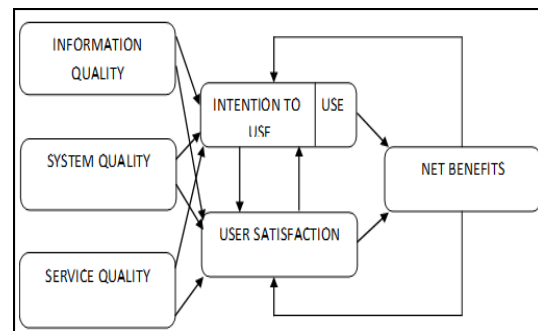 INFORMATION
QUALITY
INTENTION TO
USE
USE
SYSTEM QUALITY
NET BENEFITS
USER SATISFACTION
SERVICE QUALITY